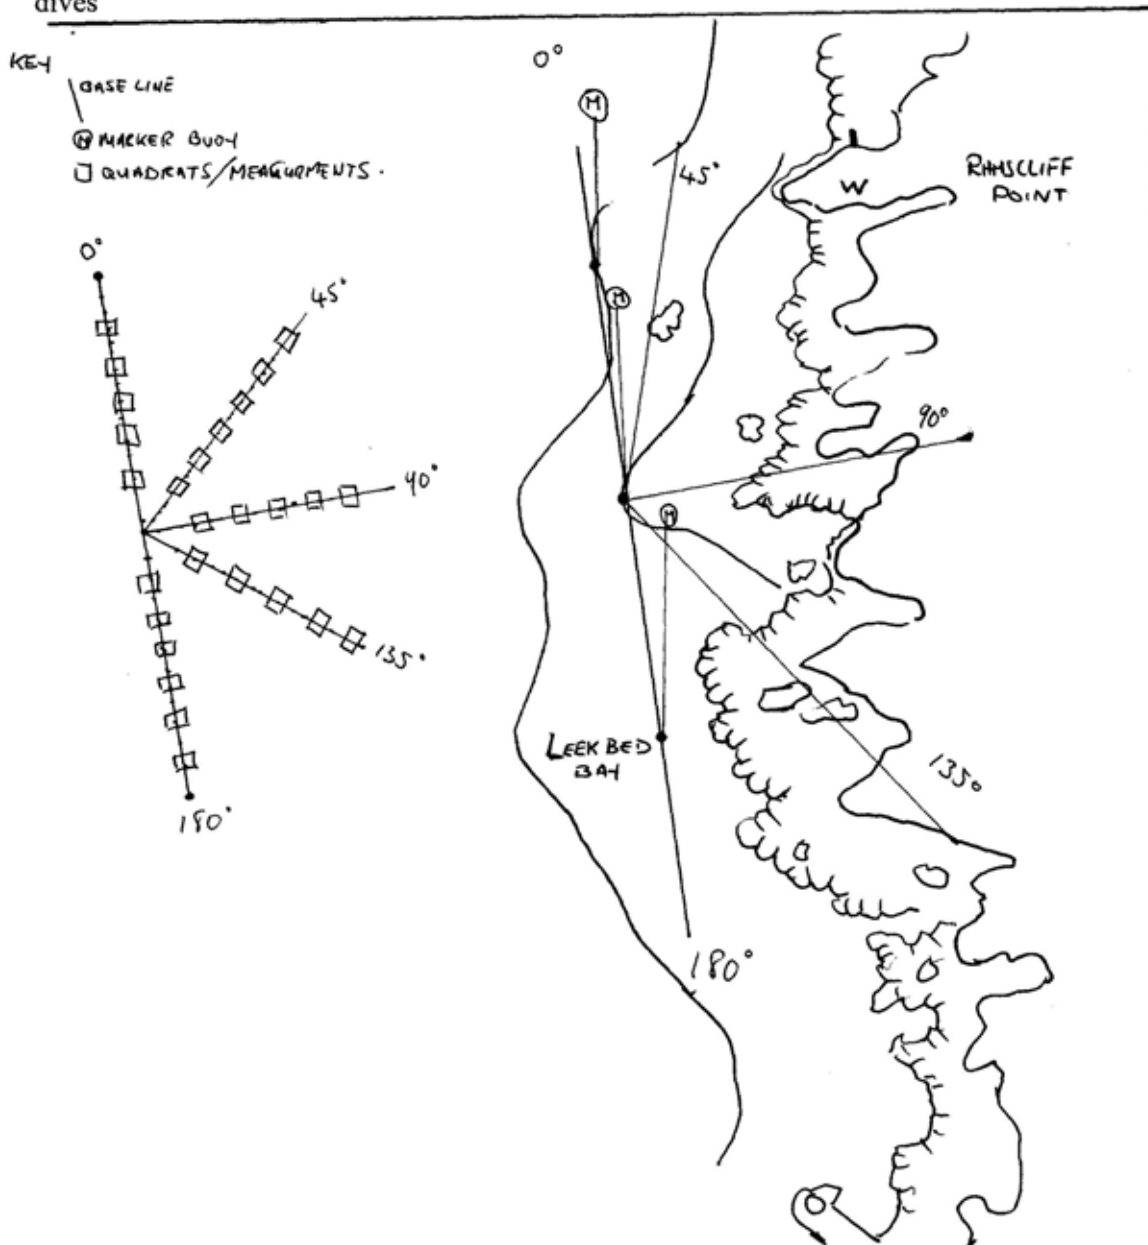 dives
KEY
BASE LINE
Ⓜ MARKER BUOY
QUADRATS/MEASURMENTS.
0°
45°
40°
135°
180°
0°
M
45°
M
W
RAMSCLIFF
POINT
90°
M
LEEK BED
BAY
135°
180°